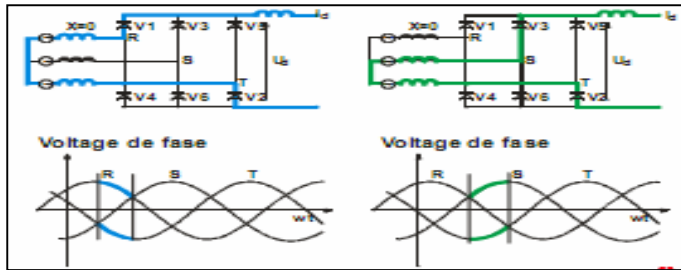 X=0 V1 V3 V5 Id
R
S Ud
T
V4 V6 V2
Voltage de fase
R S T
wt
X=0 V1 V3 V5 Id
R
S Ud
T
V4 V6 V2
Voltage de fase
R S T
wt